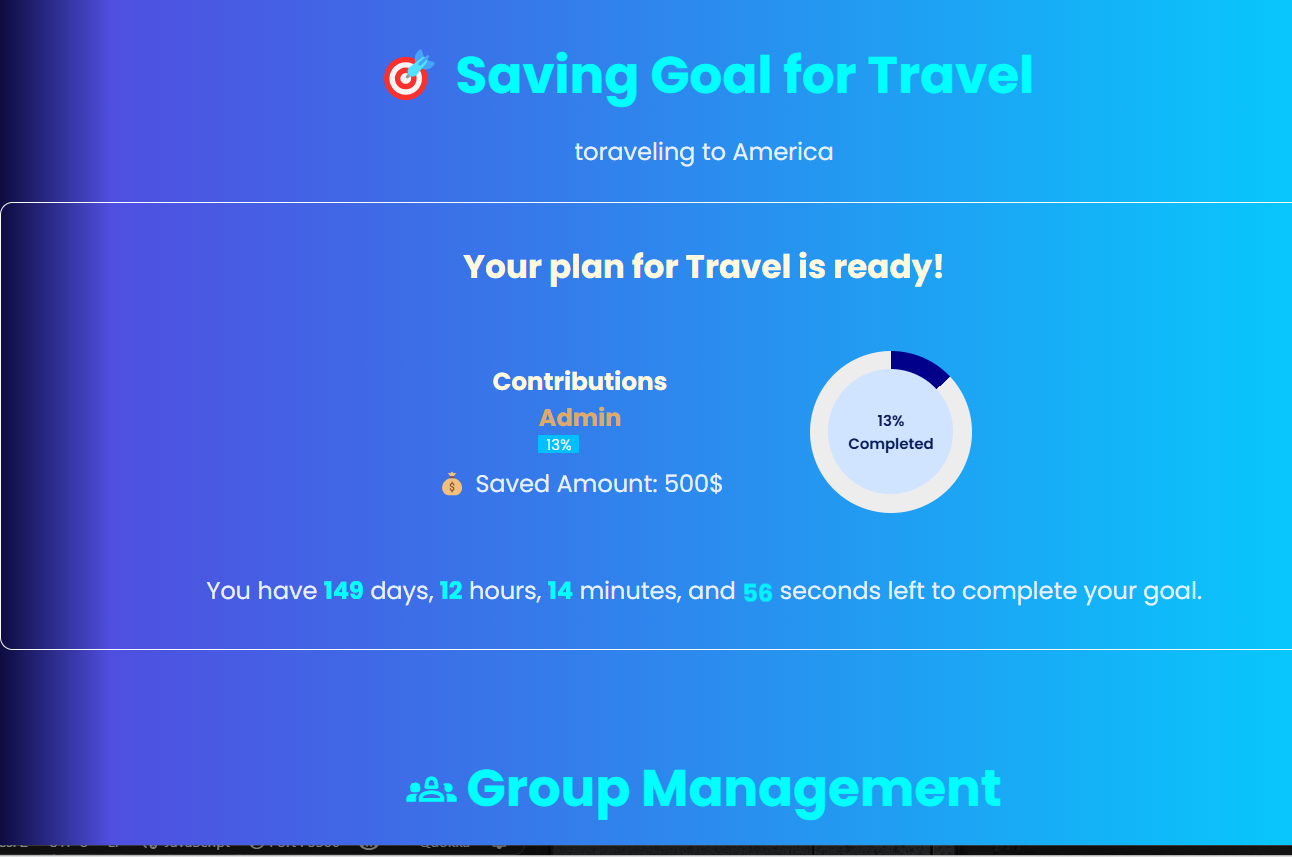 Saving Goal for Travel
toraveling to America
Your plan for Travel is ready!
Contributions
Admin
13%
Saved Amount: 500$
13%
Completed
You have 149 days, 12 hours, 14 minutes, and 56 seconds left to complete your goal.
Group Management